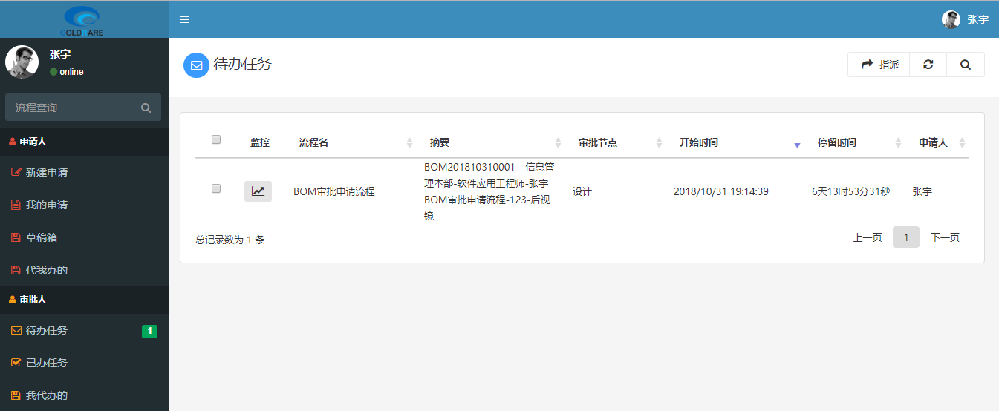 GOLDRARE
张宇
张宇
online
流程查询...
申请人
新建申请
我的申请
草稿箱
代我办的
审批人
待办任务 1
已办任务
我代办的
待办任务
指派
监控 流程名 摘要 审批节点 开始时间 停留时间 申请人
BOM审批申请流程
BOM201810310001 - 信息管
理本部-软件应用工程师-张宇
BOM审批申请流程-123-后视
镜
设计 2018/10/31 19:14:39 6天13时53分31秒 张宇
总记录数为 1 条
上一页 1 下一页